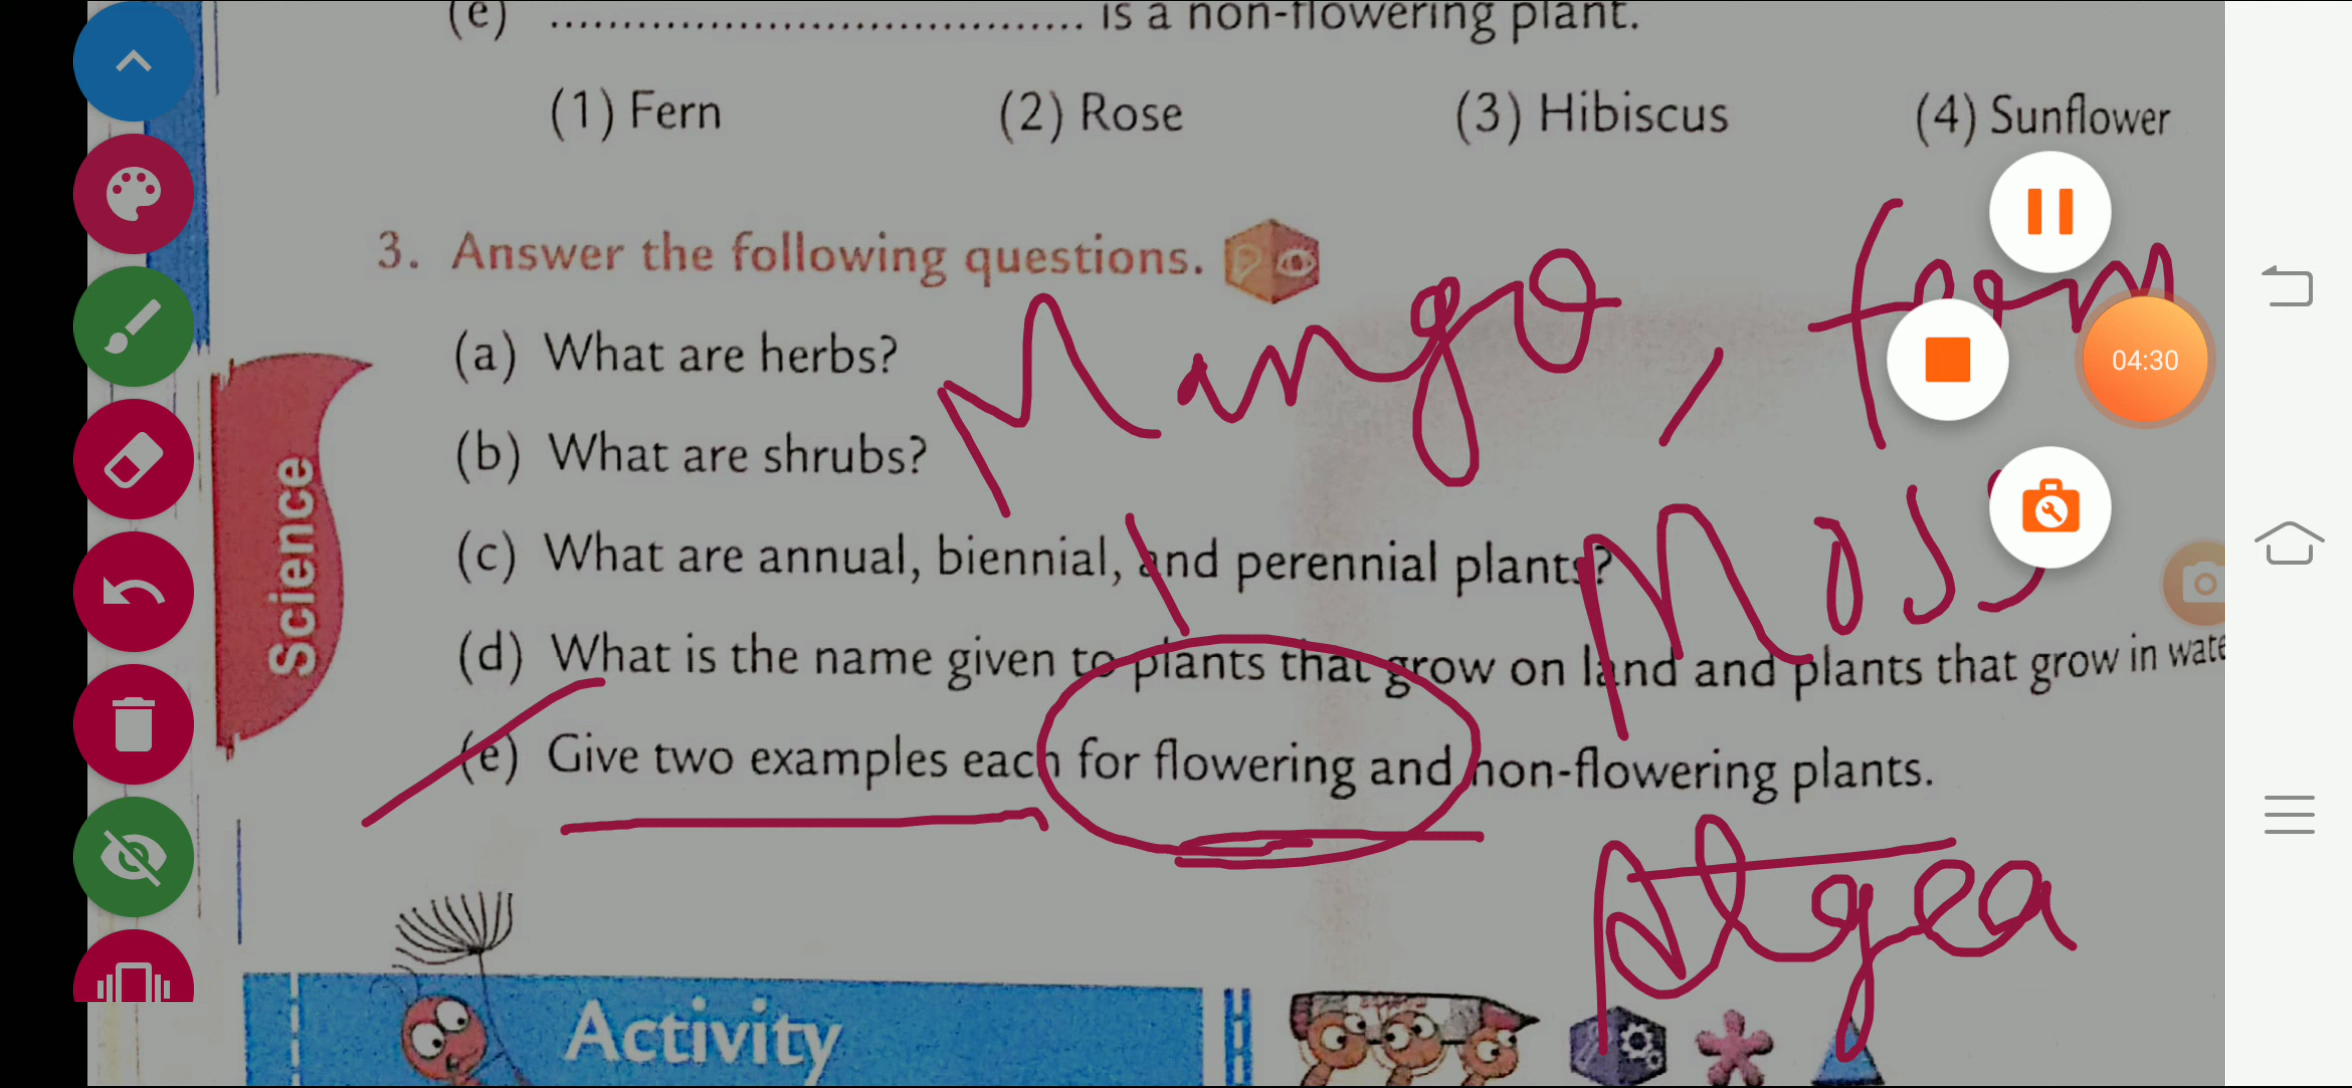 (e) ........................................ is a non-flowering plant.
(1) Fern (2) Rose (3) Hibiscus (4) Sunflower
3. Answer the following questions.
Mango, fern
04:30
(a) What are herbs?
(b) What are shrubs?
Moss
(c) What are annual, biennial, and perennial plants?
(d) What is the name given to plants that grow on land and plants that grow in wate
(e) Give two examples each for flowering and non-flowering plants.
Algea
Science
Activity